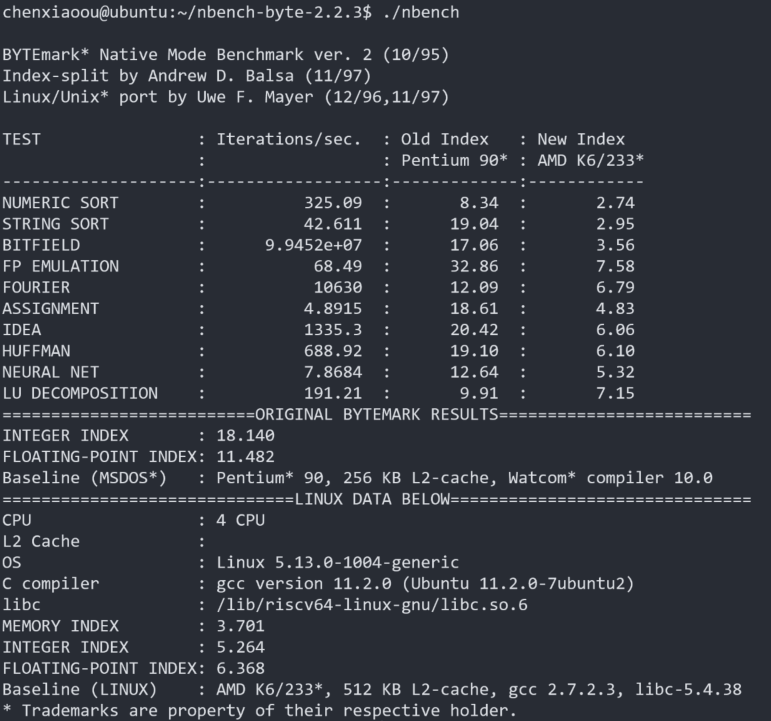 chenxiaoou@ubuntu:~/nbench-byte-2.2.3$ ./nbench

BYTEmark* Native Mode Benchmark ver. 2 (10/95)
Index-split by Andrew D. Balsa (11/97)
Linux/Unix* port by Uwe F. Mayer (12/96,11/97)

TEST                : Iterations/sec.  : Old Index   : New Index
                    :                  : Pentium 90* : AMD K6/233*
--------------------:------------------:-------------:------------
NUMERIC SORT        :          325.09  :       8.34  :       2.74
STRING SORT         :          42.611  :      19.04  :       2.95
BITFIELD            :      9.9452e+07  :      17.06  :       3.56
FP EMULATION        :           68.49  :      32.86  :       7.58
FOURIER             :           10630  :      12.09  :       6.79
ASSIGNMENT          :          4.8915  :      18.61  :       4.83
IDEA                :          1335.3  :      20.42  :       6.06
HUFFMAN             :          688.92  :      19.10  :       6.10
NEURAL NET          :          7.8684  :      12.64  :       5.32
LU DECOMPOSITION    :          191.21  :       9.91  :       7.15
==========================ORIGINAL BYTEMARK RESULTS==========================
INTEGER INDEX       : 18.140
FLOATING-POINT INDEX: 11.482
Baseline (MSDOS*)   : Pentium* 90, 256 KB L2-cache, Watcom* compiler 10.0
==============================LINUX DATA BELOW===============================
CPU                 : 4 CPU
L2 Cache            :
OS                  : Linux 5.13.0-1004-generic
C compiler          : gcc version 11.2.0 (Ubuntu 11.2.0-7ubuntu2)
libc                : /lib/riscv64-linux-gnu/libc.so.6
MEMORY INDEX        : 3.701
INTEGER INDEX       : 5.264
FLOATING-POINT INDEX: 6.368
Baseline (LINUX)    : AMD K6/233*, 512 KB L2-cache, gcc 2.7.2.3, libc-5.4.38
* Trademarks are property of their respective holder.